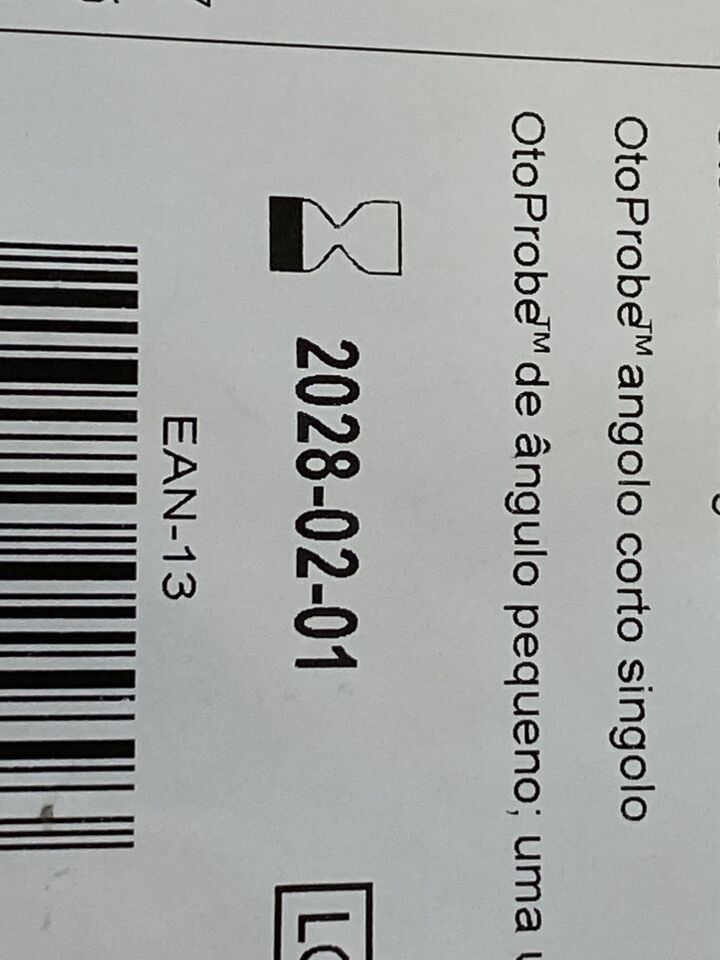 OtoProbe™ angolo corto singolo
OtoProbe™ de ângulo pequeno; uma
2028-02-01
EAN-13